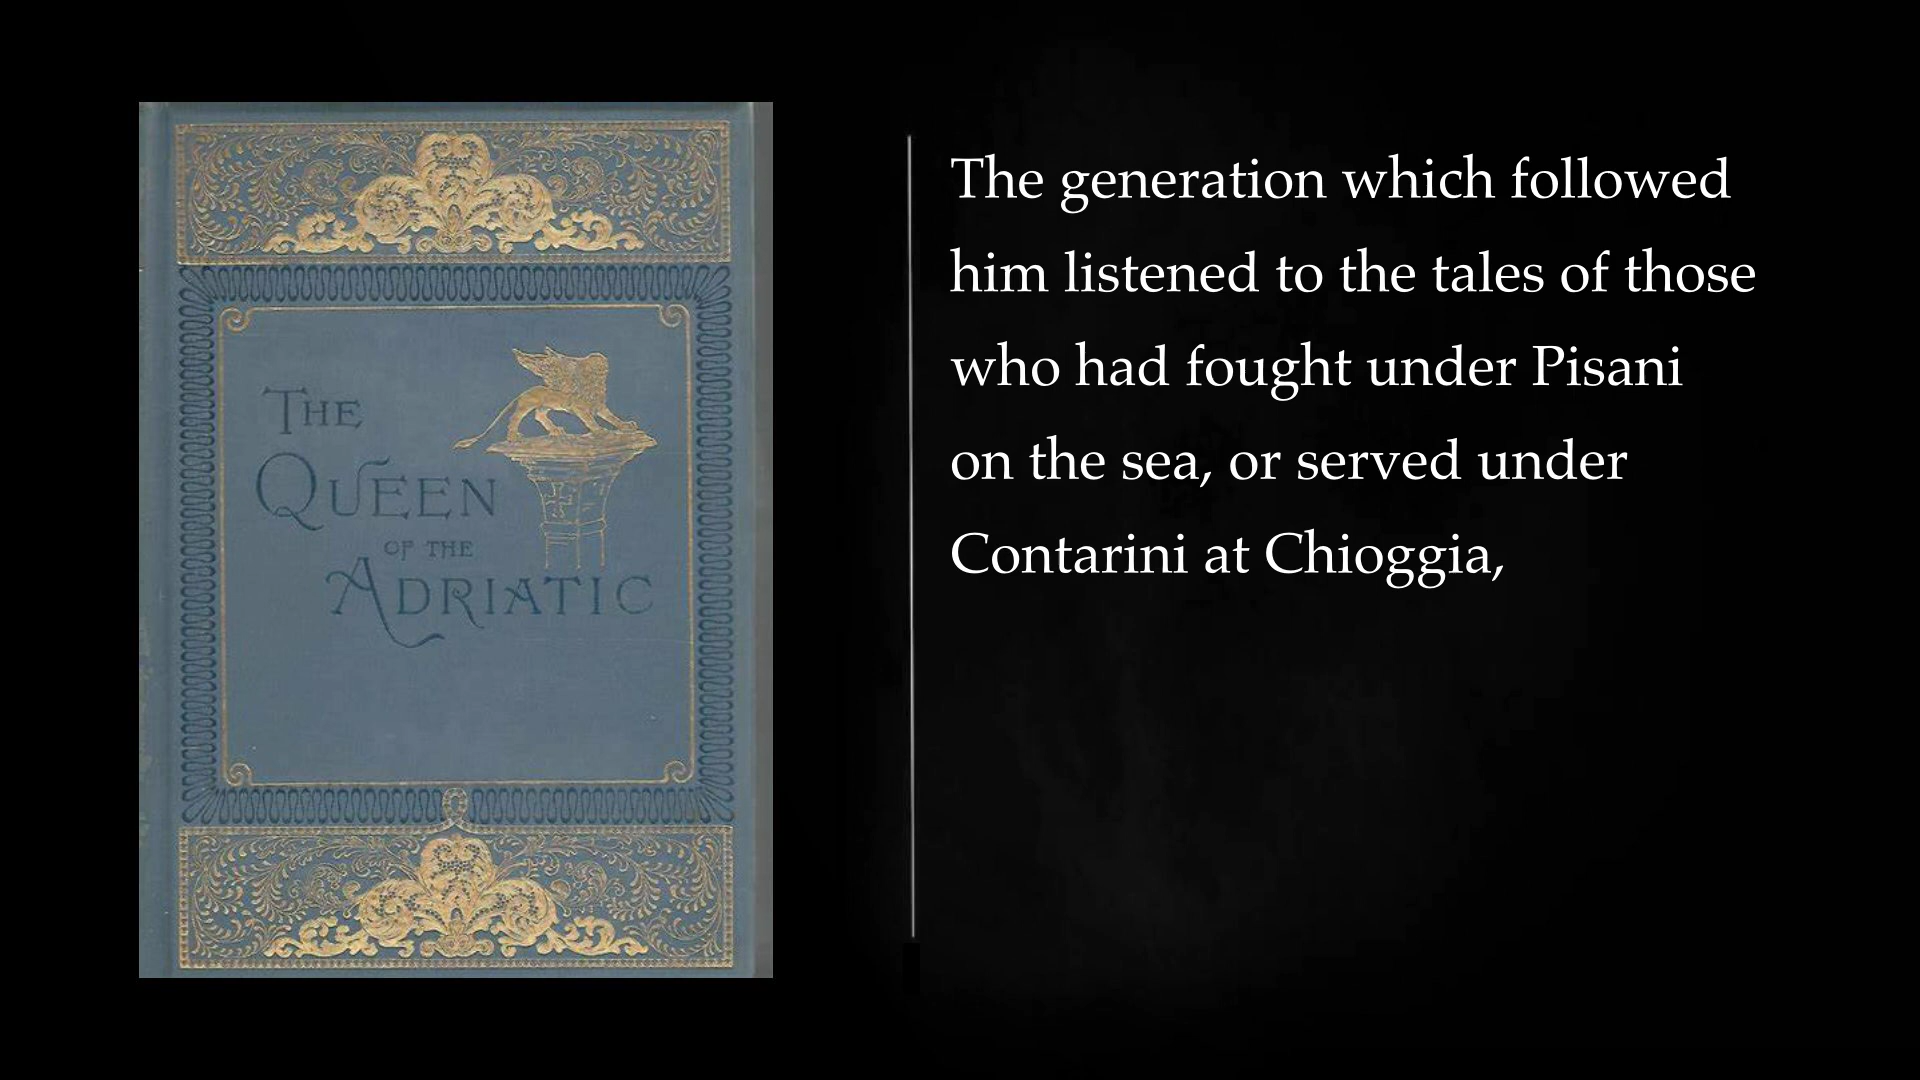 THE
QUEEN
OF THE
ADRIATIC
The generation which followed
him listened to the tales of those
who had fought under Pisani
on the sea, or served under
Contarini at Chioggia,